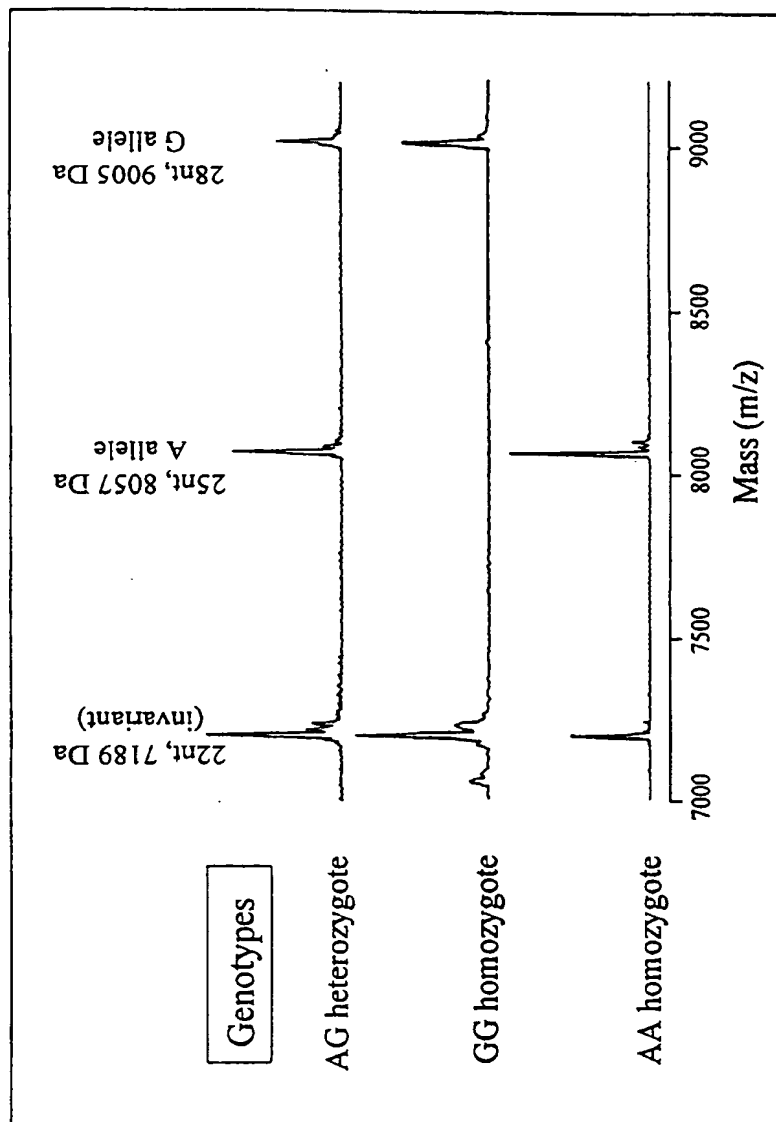 22nt, 7189 Da
(invariant)
25nt, 8057 Da
A allele
28nt, 9005 Da
G allele
Genotypes
AG heterozygote
GG homozygote
AA homozygote
7000
7500
8000
8500
9000
Mass (m/z)